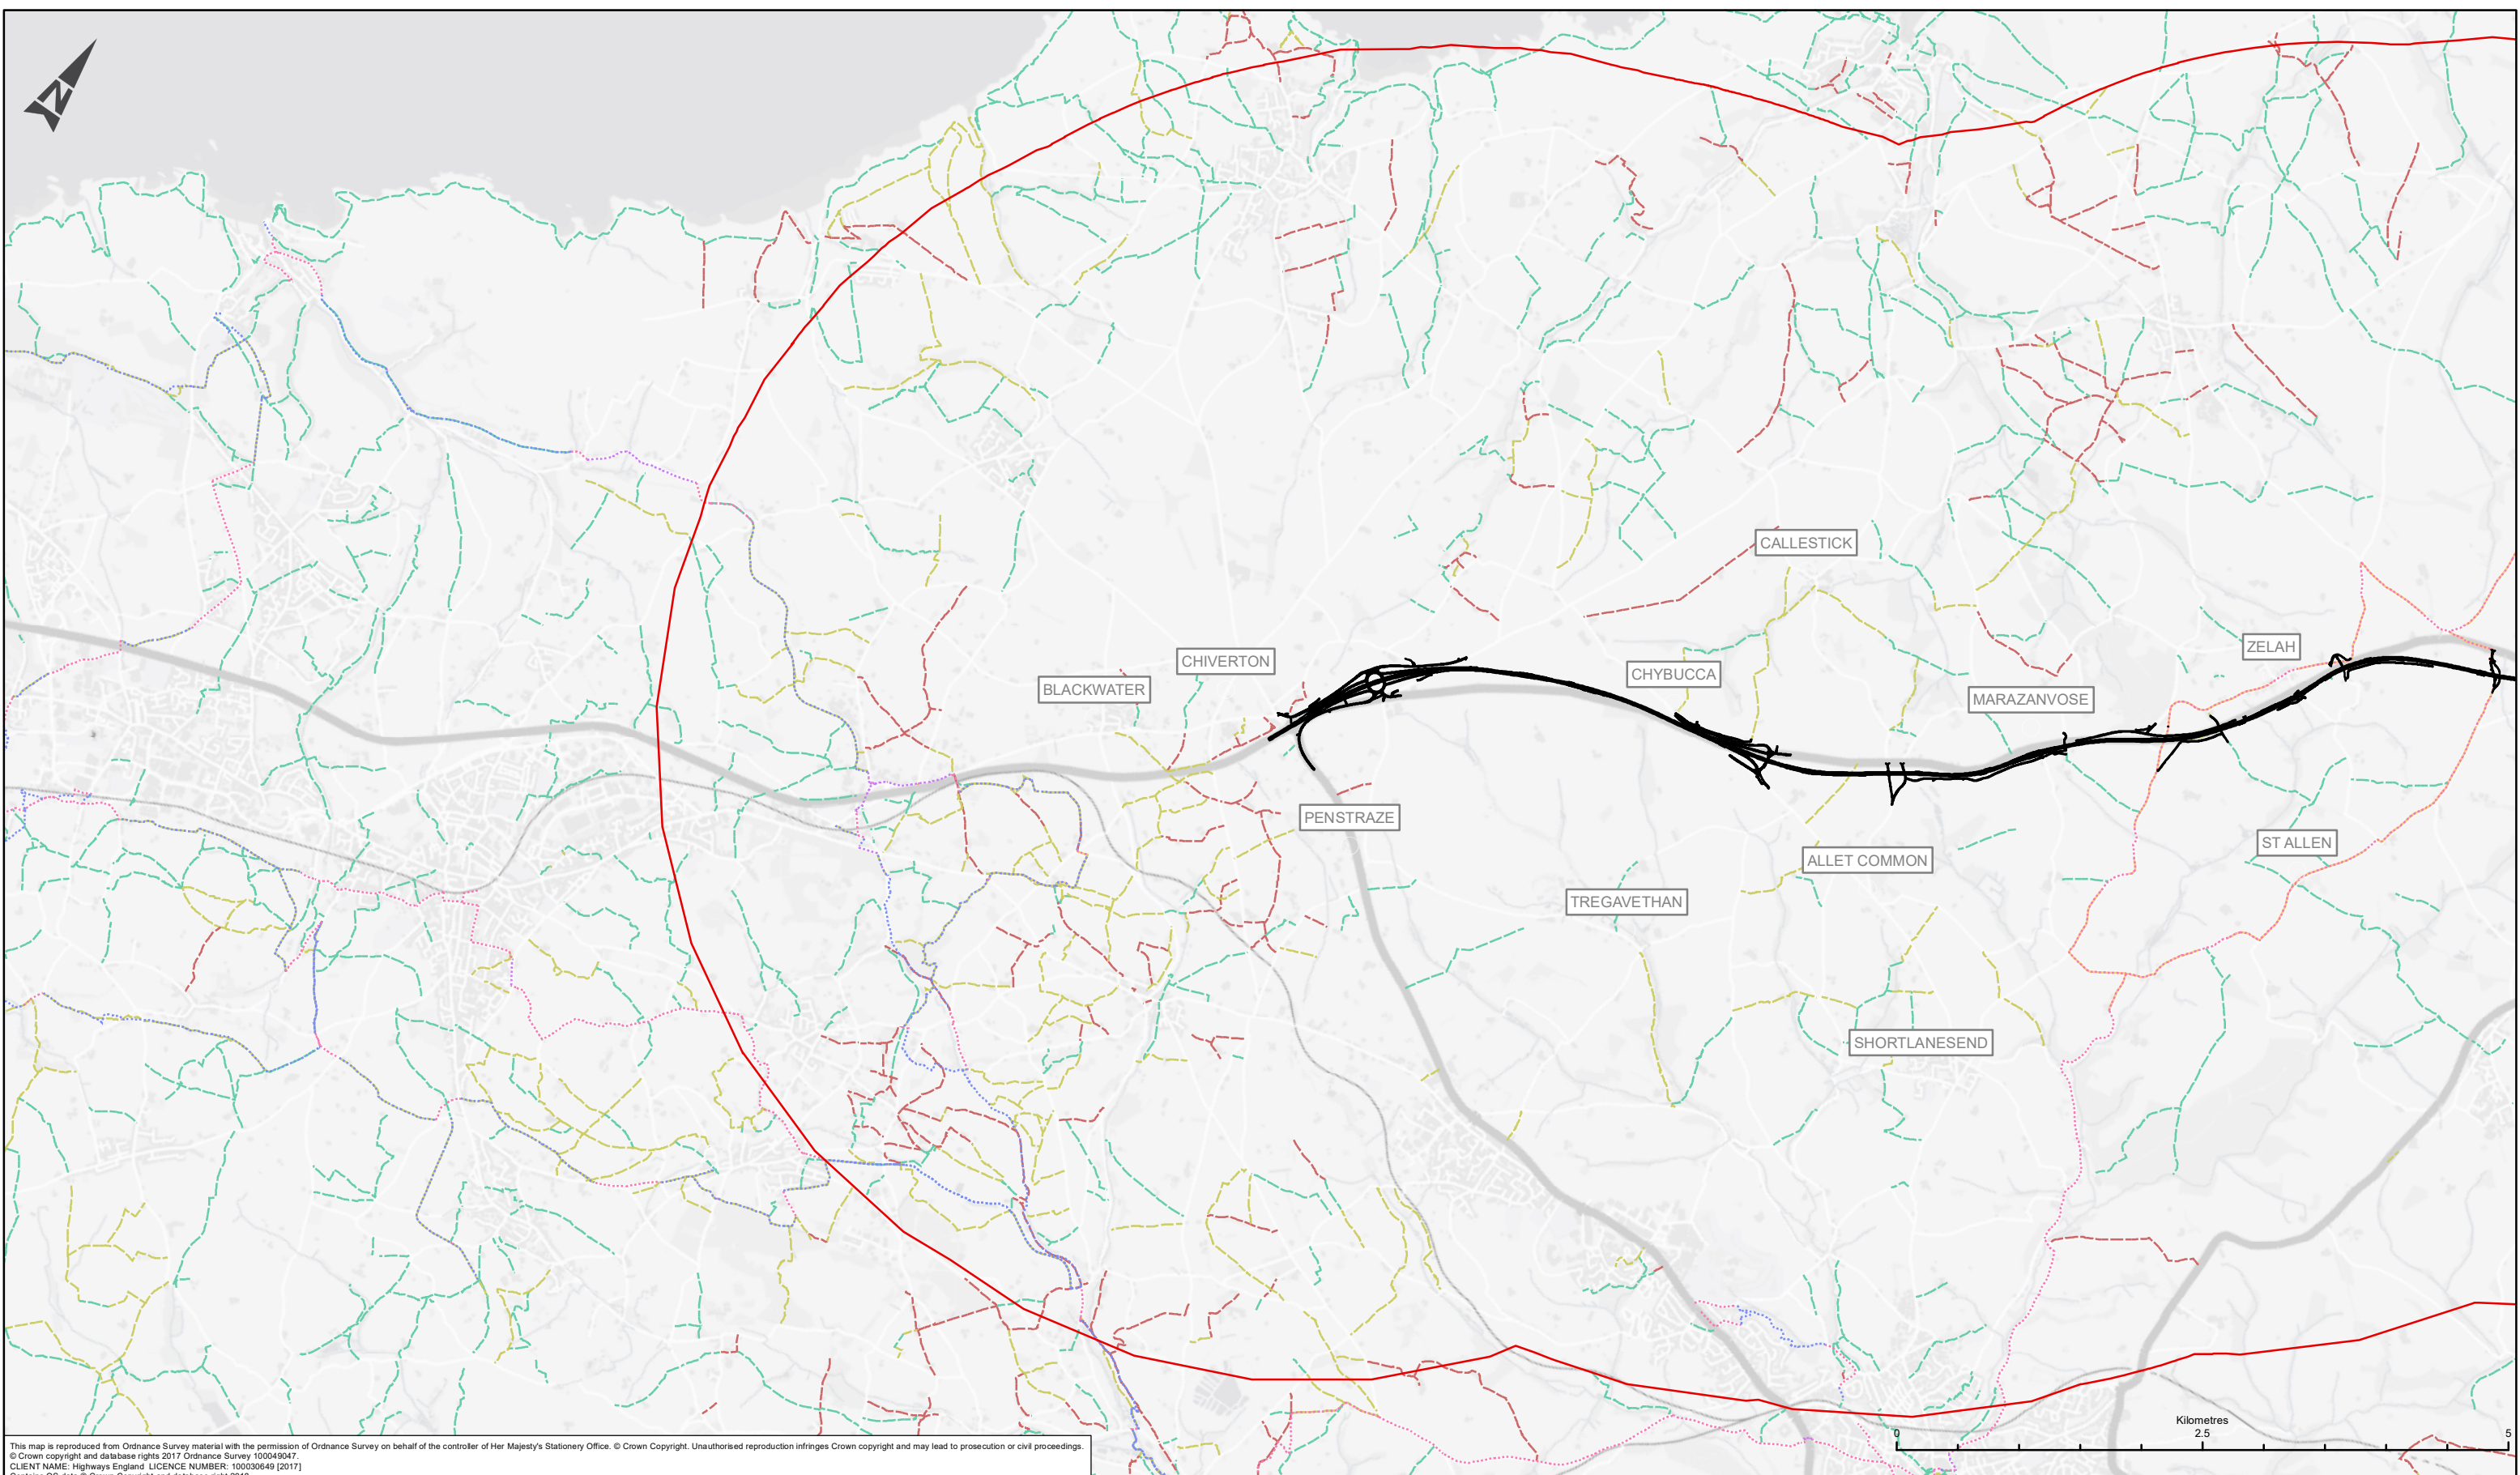 N
CALLESTICK
ZELAH
CHIVERTON
CHYBUCCA
BLACKWATER
MARAZANVOSE
PENSTRAZE
ST ALLEN
ALLET COMMON
TREGAVETHAN
SHORTLANESEND
Kilometres
0 2.5 5
This map is reproduced from Ordnance Survey material with the permission of Ordnance Survey on behalf of the controller of Her Majesty's Stationery Office. © Crown Copyright. Unauthorised reproduction infringes Crown copyright and may lead to prosecution or civil proceedings.
© Crown copyright and database rights 2017 Ordnance Survey 100049047.
CLIENT NAME: Highways England LICENCE NUMBER: 100030649 [2017]